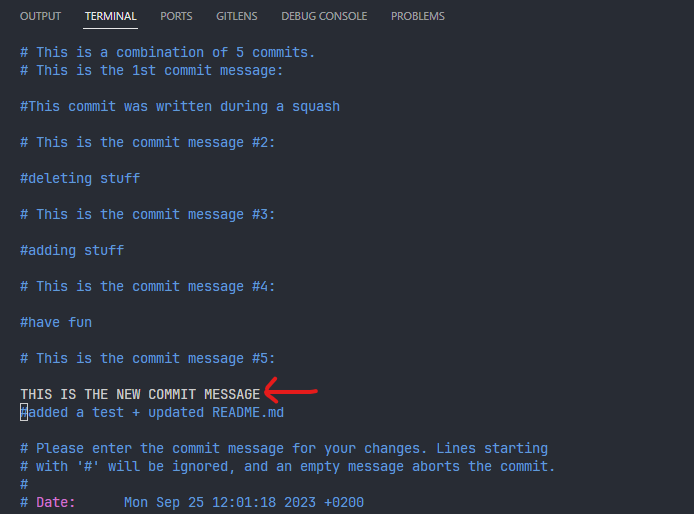 OUTPUT TERMINAL PORTS GITLENS DEBUG CONSOLE PROBLEMS
# This is a combination of 5 commits.
# This is the 1st commit message:
#This commit was written during a squash
# This is the commit message #2:
#deleting stuff
# This is the commit message #3:
#adding stuff
# This is the commit message #4:
#have fun
# This is the commit message #5:
THIS IS THE NEW COMMIT MESSAGE
#added a test + updated README.md
# Please enter the commit message for your changes. Lines starting
# with '#' will be ignored, and an empty message aborts the commit.
#
# Date:      Mon Sep 25 12:01:18 2023 +0200